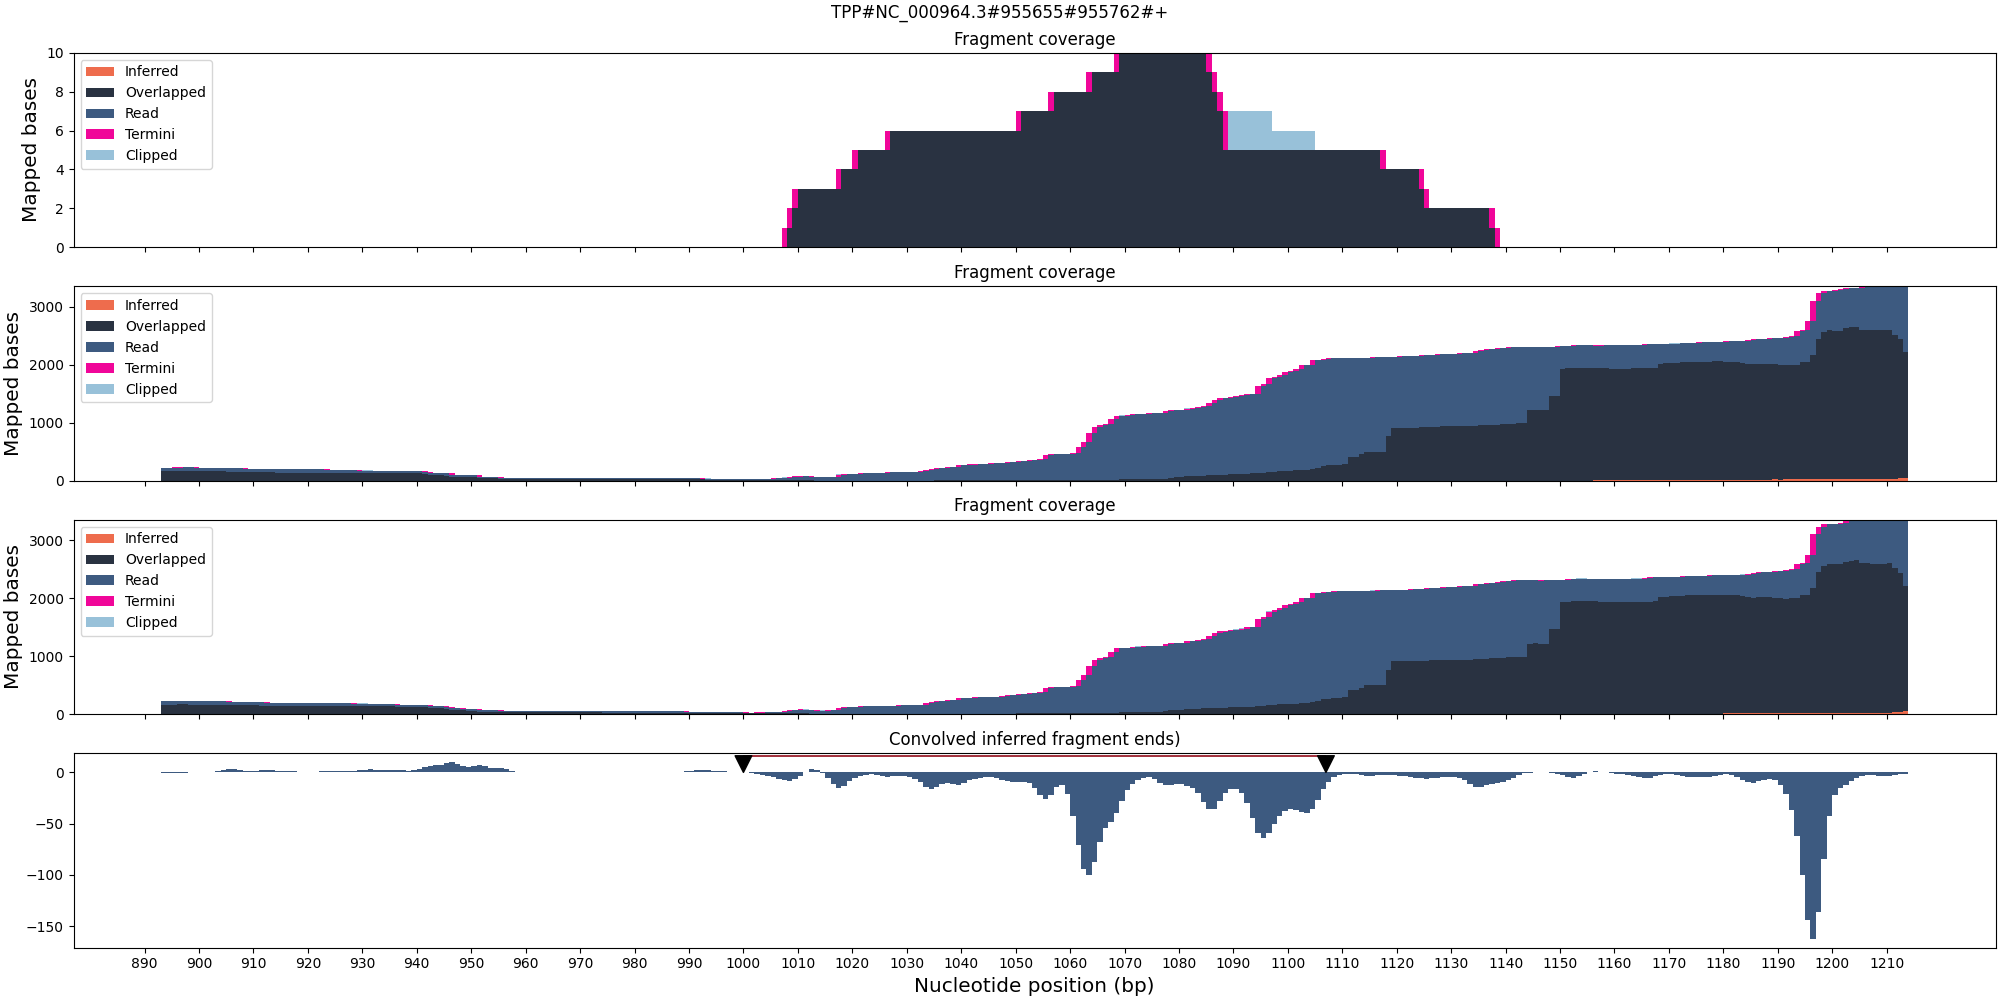 TPP#NC_000964.3#955655#955762#+
Fragment coverage
Mapped bases
10
8
6
4
2
0
Inferred
Overlapped
Read
Termini
Clipped
Fragment coverage
Mapped bases
3000
2000
1000
0
Inferred
Overlapped
Read
Termini
Clipped
Fragment coverage
Mapped bases
3000
2000
1000
0
Inferred
Overlapped
Read
Termini
Clipped
Convolved inferred fragment ends)
0
−50
−100
−150
890 900 910 920 930 940 950 960 970 980 990 1000 1010 1020 1030 1040 1050 1060 1070 1080 1090 1100 1110 1120 1130 1140 1150 1160 1170 1180 1190 1200 1210
Nucleotide position (bp)